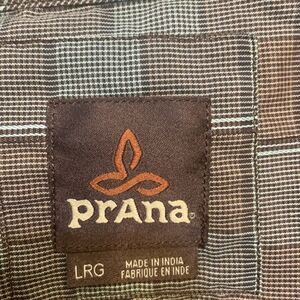 prAna
LRG
MADE IN INDIA
FABRIQUE EN INDE